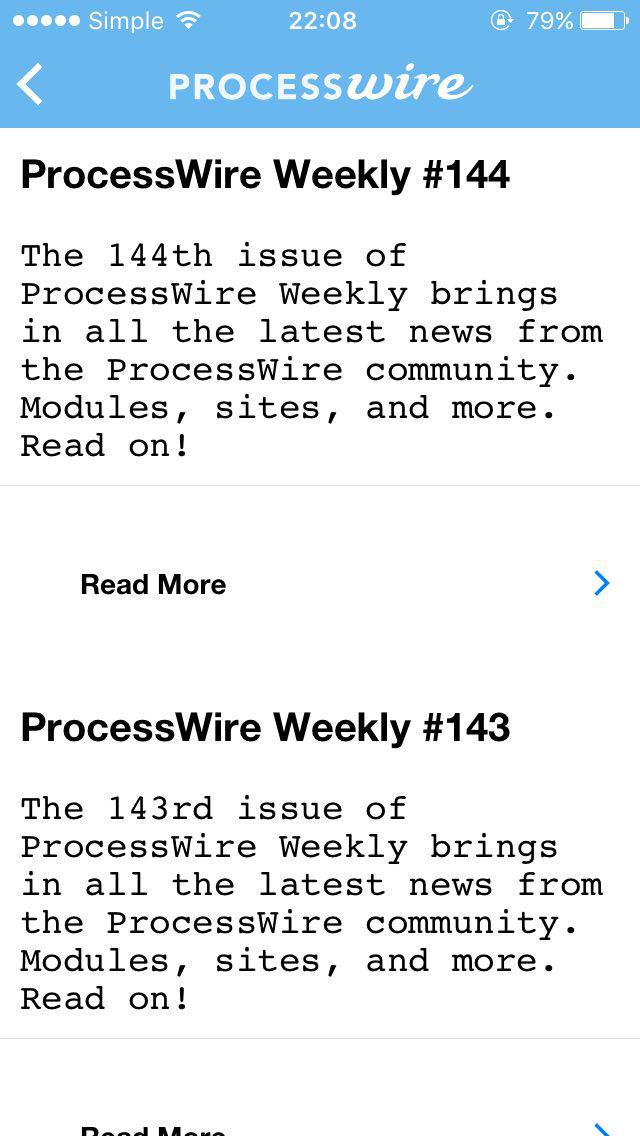 Simple 22:08 79%
PROCESSwire
ProcessWire Weekly #144
The 144th issue of
ProcessWire Weekly brings
in all the latest news from
the ProcessWire community.
Modules, sites, and more.
Read on!
Read More
ProcessWire Weekly #143
The 143rd issue of
ProcessWire Weekly brings
in all the latest news from
the ProcessWire community.
Modules, sites, and more.
Read on!
Read More